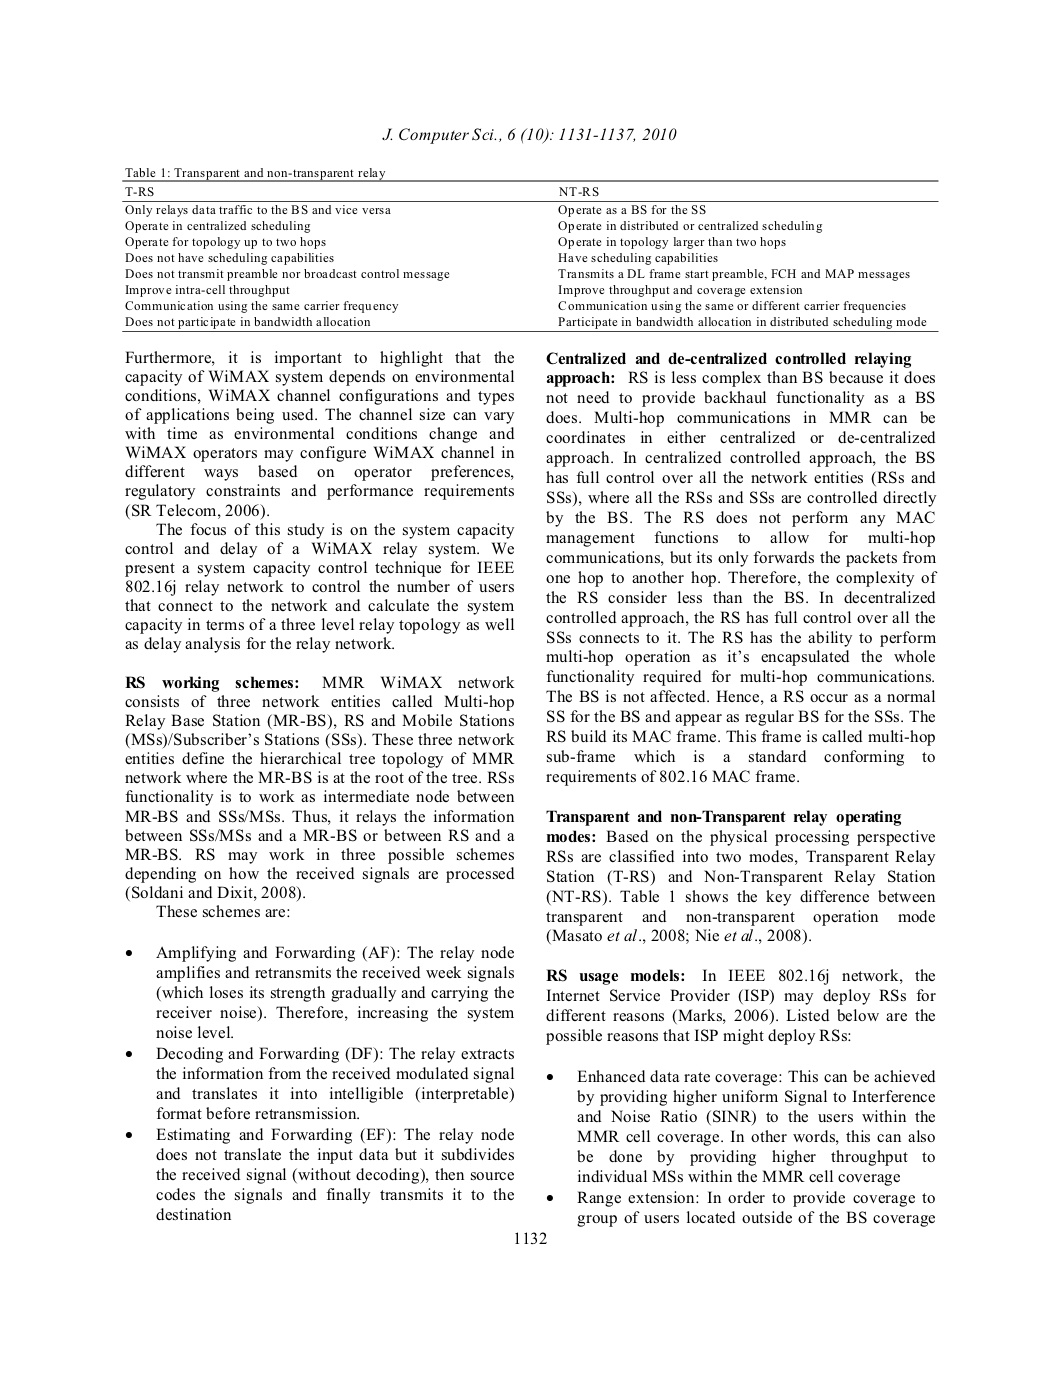 J. Computer Sci., 6 (10): 1131-1137, 2010
Table 1: Transparent and non-transparent relay
T-RS NT-RS
Only relays data traffic to the BS and vice versa Operate as a BS for the SS
Operate in centralized scheduling Operate in distributed or centralized scheduling
Operate for topology up to two hops Operate in topology larger than two hops
Does not have scheduling capabilities Have scheduling capabilities
Does not transmit preamble nor broadcast control message Transmits a DL frame start preamble, FCH and MAP messages
Improve intra-cell throughput Improve throughput and coverage extension
Communication using the same carrier frequency Communication using the same or different carrier frequencies
Does not participate in bandwidth allocation Participate in bandwidth allocation in distributed scheduling mode
Furthermore, it is important to highlight that the
capacity of WiMAX system depends on environmental
conditions, WiMAX channel configurations and types
of applications being used. The channel size can vary
with time as environmental conditions change and
WiMAX operators may configure WiMAX channel in
different ways based on operator preferences,
regulatory constraints and performance requirements
(SR Telecom, 2006).
The focus of this study is on the system capacity
control and delay of a WiMAX relay system. We
present a system capacity control technique for IEEE
802.16j relay network to control the number of users
that connect to the network and calculate the system
capacity in terms of a three level relay topology as well
as delay analysis for the relay network.
RS working schemes: MMR WiMAX network
consists of three network entities called Multi-hop
Relay Base Station (MR-BS), RS and Mobile Stations
(MSs)/Subscriber's Stations (SSs). These three network
entities define the hierarchical tree topology of MMR
network where the MR-BS is at the root of the tree. RSs
functionality is to work as intermediate node between
MR-BS and SSs/MSs. Thus, it relays the information
between SSs/MSs and a MR-BS or between RS and a
MR-BS. RS may work in three possible schemes
depending on how the received signals are processed
(Soldani and Dixit, 2008).
These schemes are:
• Amplifying and Forwarding (AF): The relay node
amplifies and retransmits the received week signals
(which loses its strength gradually and carrying the
receiver noise). Therefore, increasing the system
noise level.
• Decoding and Forwarding (DF): The relay extracts
the information from the received modulated signal
and translates it into intelligible (interpretable)
format before retransmission.
• Estimating and Forwarding (EF): The relay node
does not translate the input data but it subdivides
the received signal (without decoding), then source
codes the signals and finally transmits it to the
destination
Centralized and de-centralized controlled relaying
approach: RS is less complex than BS because it does
not need to provide backhaul functionality as a BS
does. Multi-hop communications in MMR can be
coordinates in either centralized or de-centralized
approach. In centralized controlled approach, the BS
has full control over all the network entities (RSs and
SSs), where all the RSs and SSs are controlled directly
by the BS. The RS does not perform any MAC
management functions to allow for multi-hop
communications, but its only forwards the packets from
one hop to another hop. Therefore, the complexity of
the RS consider less than the BS. In decentralized
controlled approach, the RS has full control over all the
SSs connects to it. The RS has the ability to perform
multi-hop operation as it's encapsulated the whole
functionality required for multi-hop communications.
The BS is not affected. Hence, a RS occur as a normal
SS for the BS and appear as regular BS for the SSs. The
RS build its MAC frame. This frame is called multi-hop
sub-frame which is a standard conforming to
requirements of 802.16 MAC frame.
Transparent and non-Transparent relay operating
modes: Based on the physical processing perspective
RSs are classified into two modes, Transparent Relay
Station (T-RS) and Non-Transparent Relay Station
(NT-RS). Table 1 shows the key difference between
transparent and non-transparent operation mode
(Masato et al., 2008; Nie et al., 2008).
RS usage models: In IEEE 802.16j network, the
Internet Service Provider (ISP) may deploy RSs for
different reasons (Marks, 2006). Listed below are the
possible reasons that ISP might deploy RSs:
• Enhanced data rate coverage: This can be achieved
by providing higher uniform Signal to Interference
and Noise Ratio (SINR) to the users within the
MMR cell coverage. In other words, this can also
be done by providing higher throughput to
individual MSs within the MMR cell coverage
• Range extension: In order to provide coverage to
group of users located outside of the BS coverage
1132